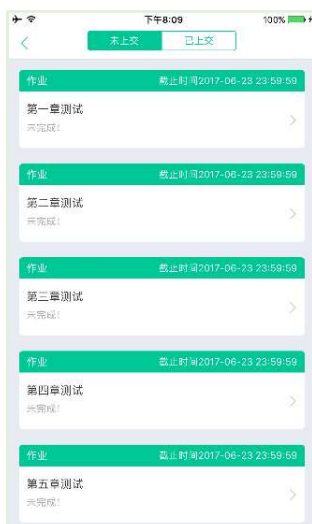 下午8:09
100%
未上交
已上交
作业
截止时间2017-06-23 23:59:59
第一章测试
未完成!
作业
截止时间2017-06-23 23:59:59
第二章测试
未完成!
作业
截止时间2017-06-23 23:59:59
第三章测试
未完成!
作业
截止时间2017-06-23 23:59:59
第四章测试
未完成!
作业
截止时间2017-06-23 23:59:59
第五章测试
未完成!